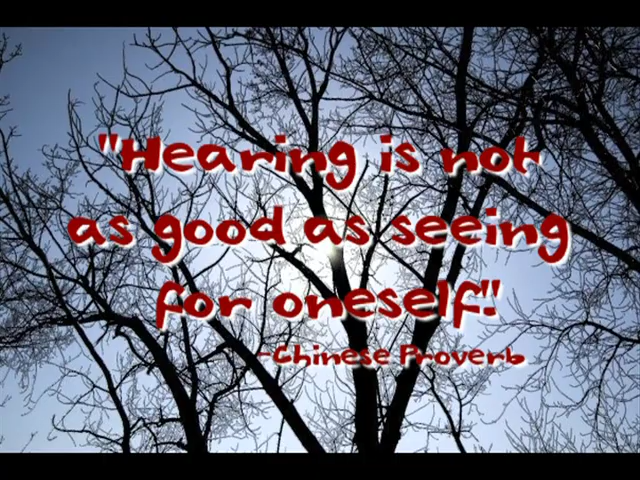 "Hearing is not
as good as seeing
for oneself."
-Chinese Proverb